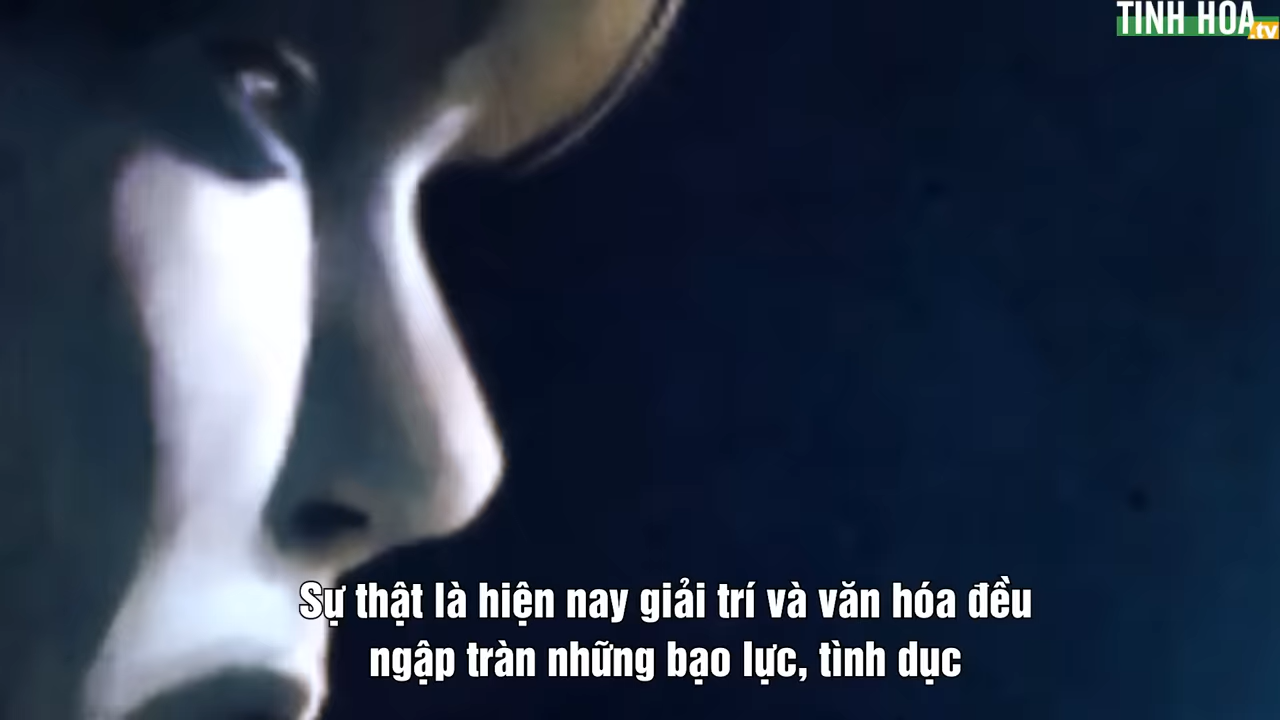 TINH HOA
.tv
Sự thật là hiện nay giải trí và văn hóa đều
ngập tràn những bạo lực, tình dục